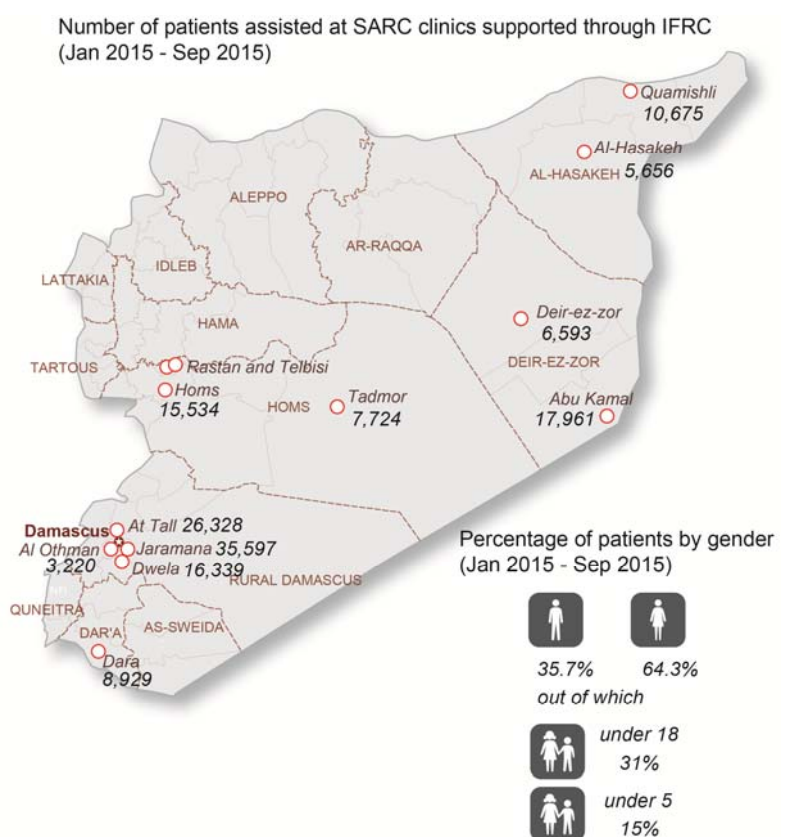 Number of patients assisted at SARC clinics supported through IFRC
(Jan 2015 - Sep 2015)
Quamishli
10,675
Al-Hasakeh
AL-HASAKEH 5,656
ALEPPO
AR-RAQQA
IDLEB
LATTAKIA
Deir-ez-zor
6,593
HAMA
DEIR-EZ-ZOR
TARTOUS
Rastan and Telbisi
Homs
15,534
HOMS
Tadmor
7,724
Abu Kamal
17,961
Damascus
At Tall 26,328
Al Othman
3,220
Jaramana 35,597
Dwela 16,339
RURAL DAMASCUS
QUNEITRA
DAR'A
AS-SWEIDA
Dara
8,929
Percentage of patients by gender
(Jan 2015 - Sep 2015)
35.7% 64.3%
out of which
under 18
31%
under 5
15%